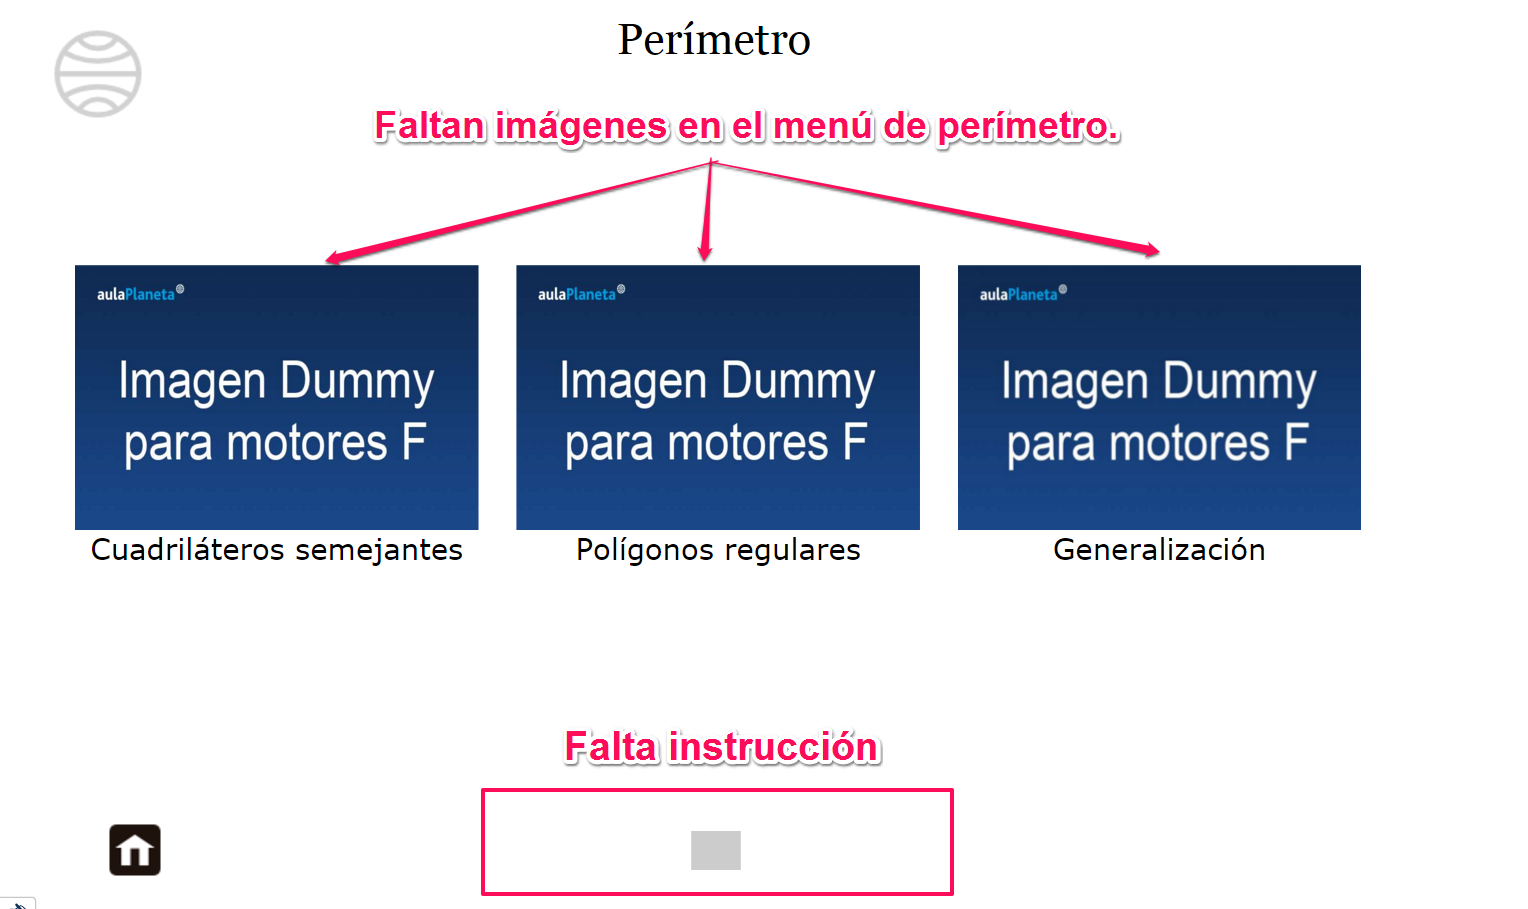 Perímetro
Faltan imágenes en el menú de perímetro.
aulaPlaneta
Imagen Dummy
para motores F
Cuadriláteros semejantes
aulaPlaneta
Imagen Dummy
para motores F
Polígonos regulares
aulaPlaneta
Imagen Dummy
para motores F
Generalización
Falta instrucción